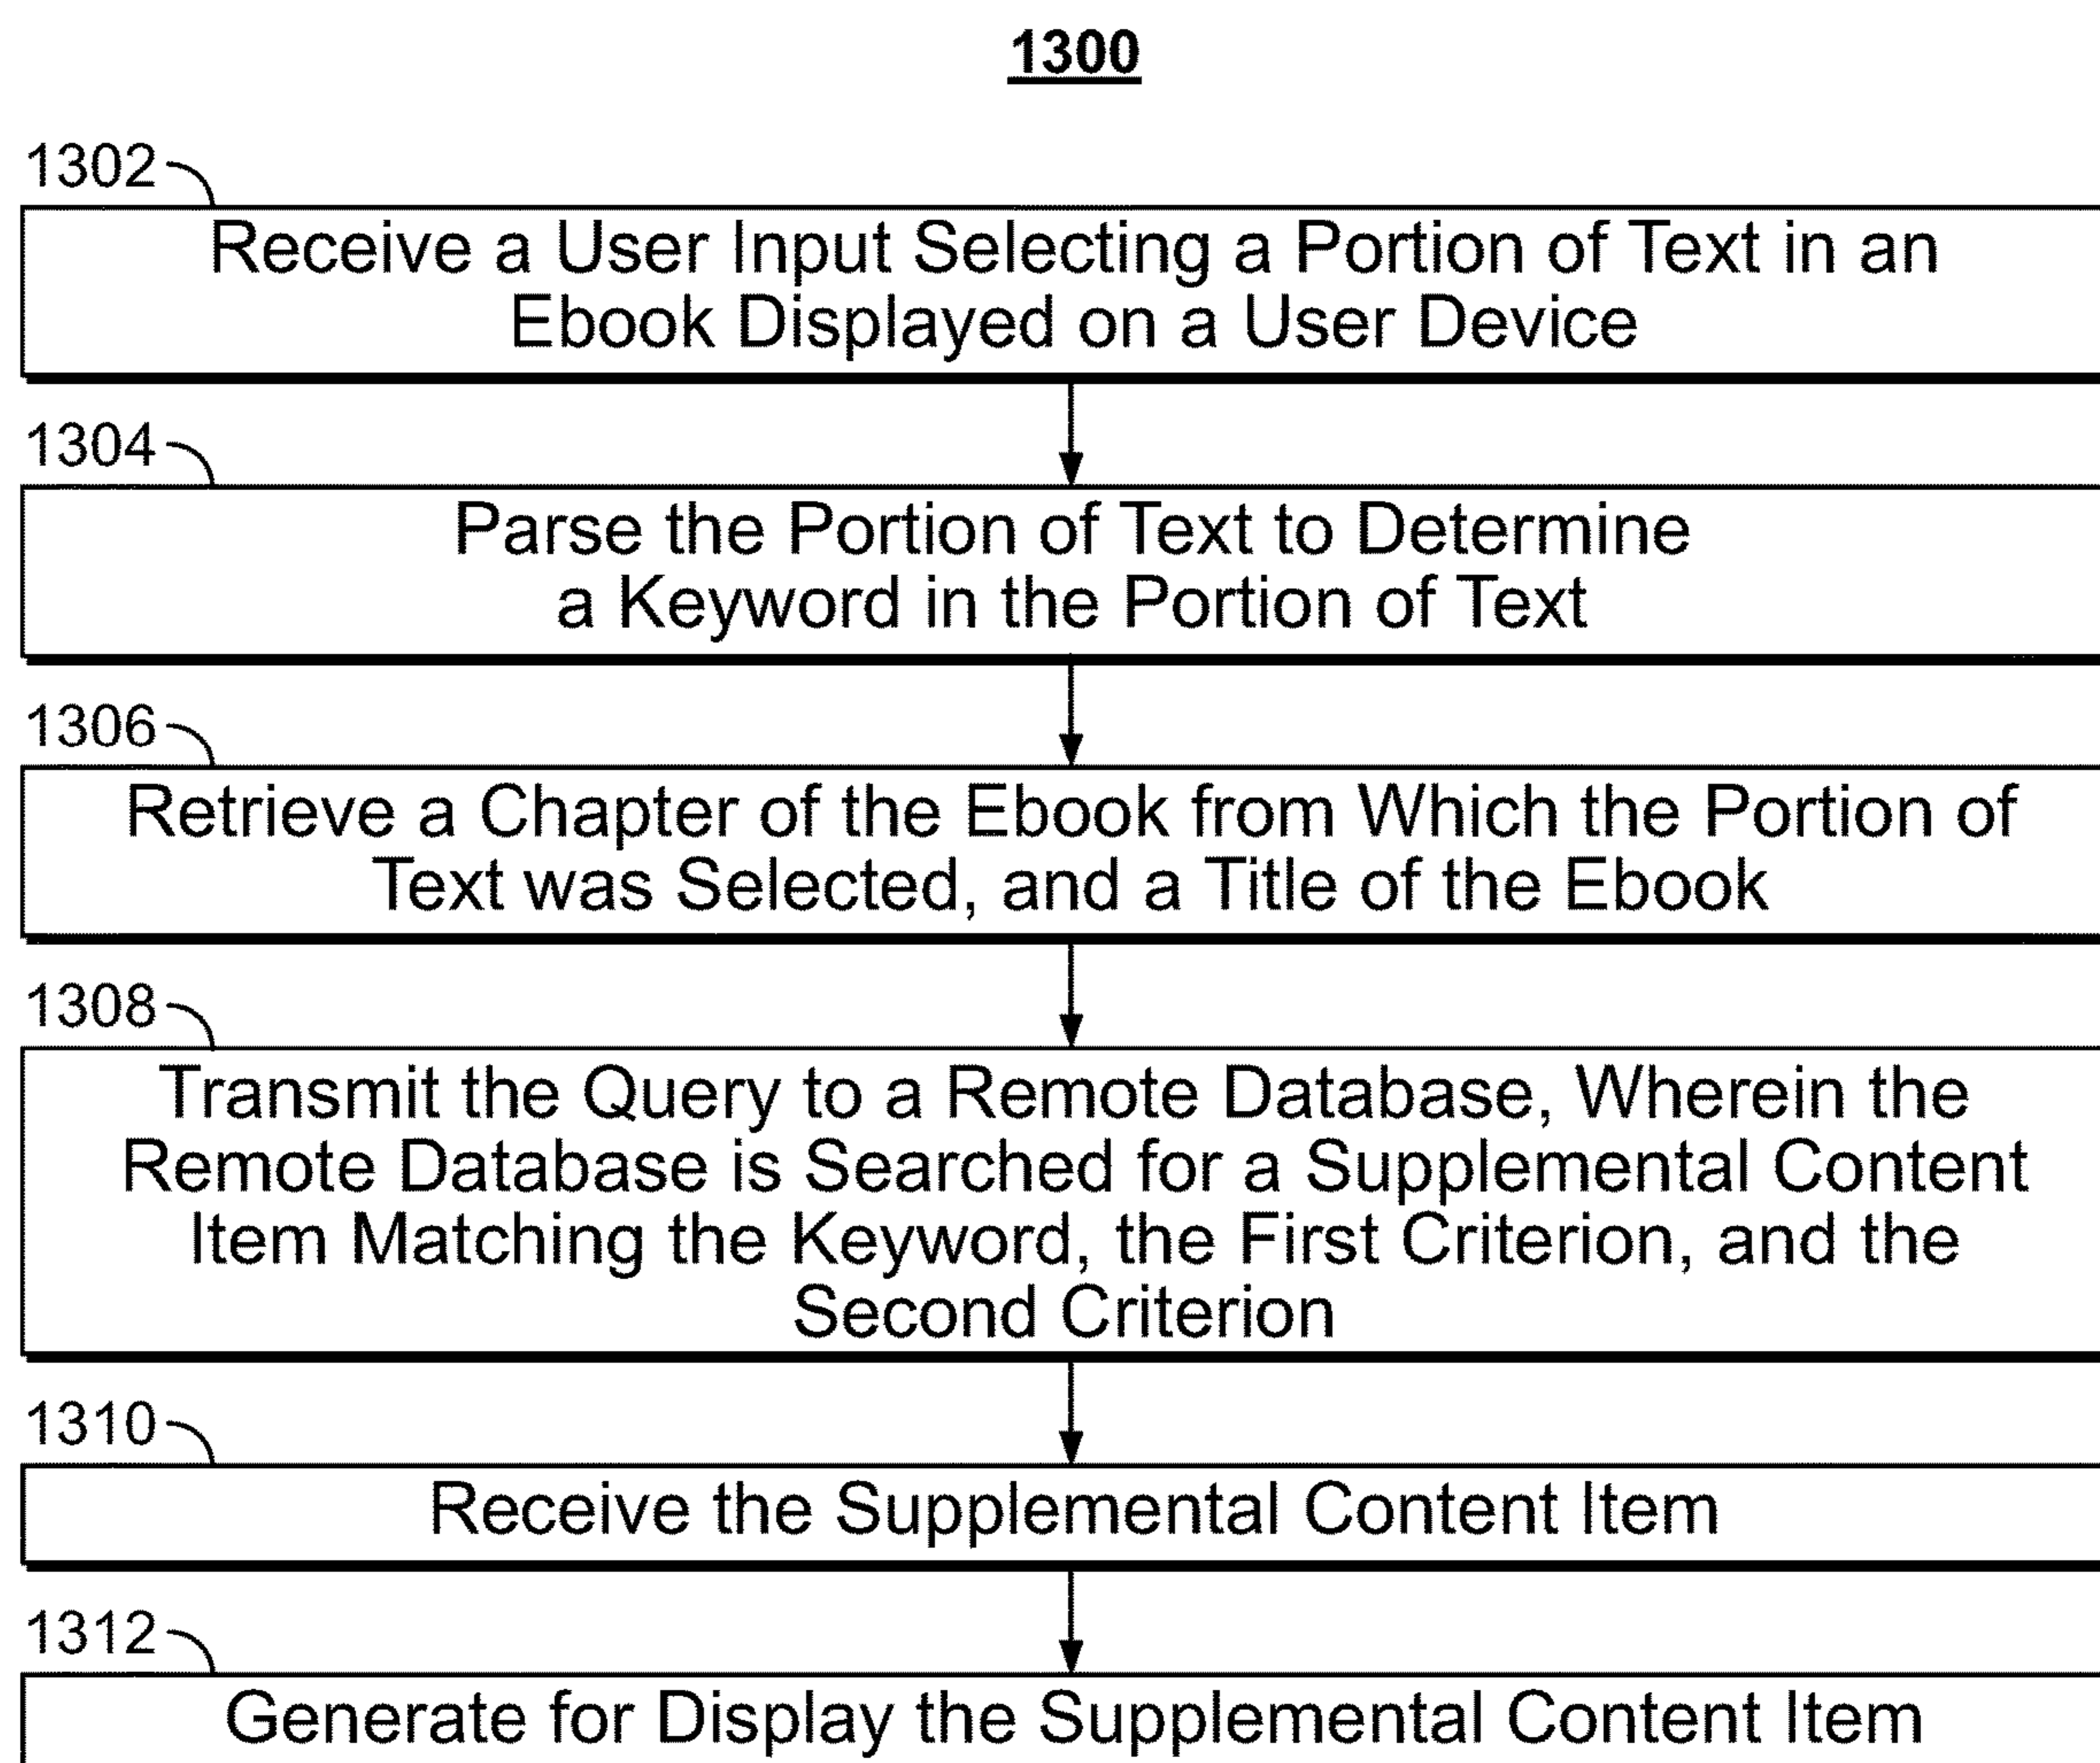 1300
1302
Receive a User Input Selecting a Portion of Text in an
Ebook Displayed on a User Device
1304
Parse the Portion of Text to Determine
a Keyword in the Portion of Text
1306
Retrieve a Chapter of the Ebook from Which the Portion of
Text was Selected, and a Title of the Ebook
1308
Transmit the Query to a Remote Database, Wherein the
Remote Database is Searched for a Supplemental Content
Item Matching the Keyword, the First Criterion, and the
Second Criterion
1310
Receive the Supplemental Content Item
1312
Generate for Display the Supplemental Content Item